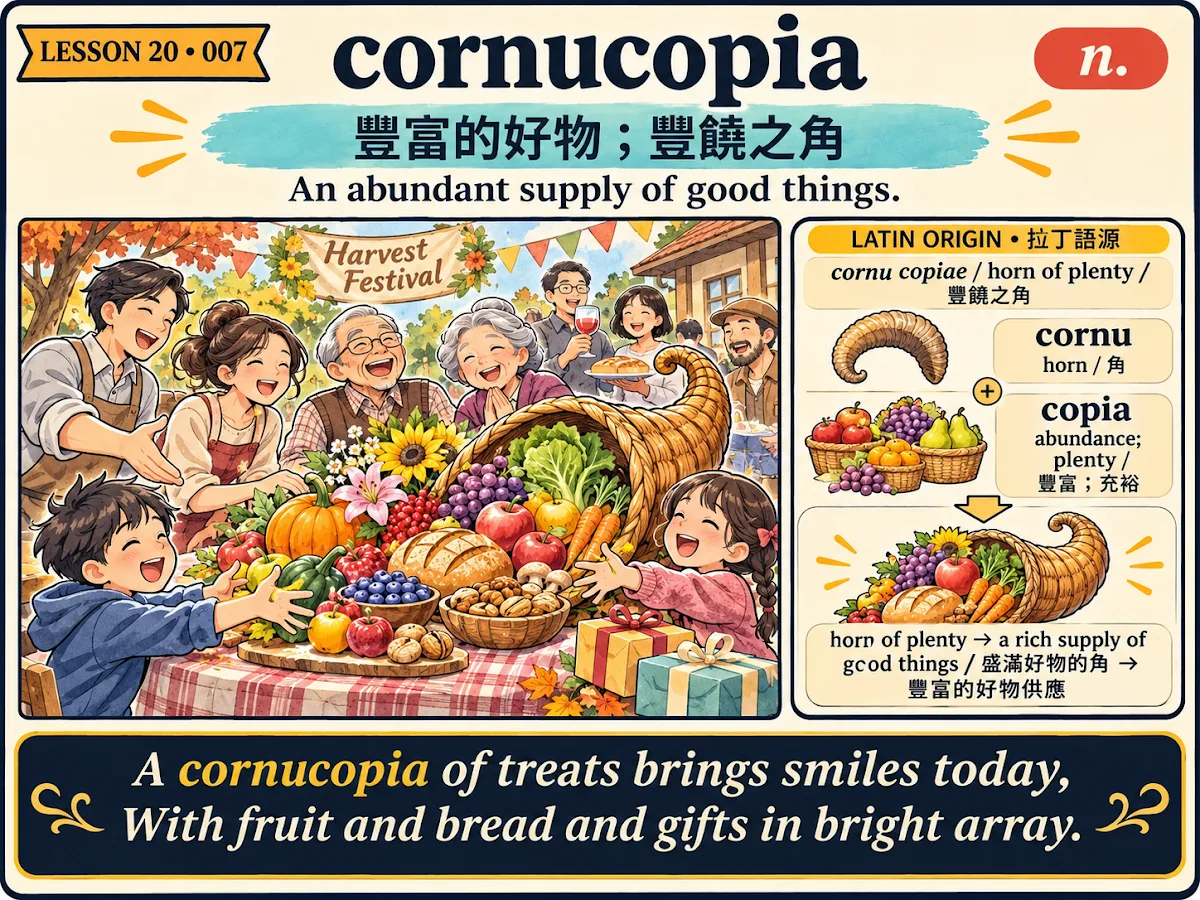 LESSON 20 • 007
cornucopia
n.
豐富的好物；豐饒之角
An abundant supply of good things.
Harvest
Festival
LATIN ORIGIN • 拉丁語源
cornu copiae / horn of plenty /
豐饒之角
cornu
horn / 角
+
copia
abundance;
plenty /
豐富；充裕
horn of plenty → a rich supply of
gcod things / 盛滿好物的角 →
豐富的好物供應
A cornucopia of treats brings smiles today,
With fruit and bread and gifts in bright array.